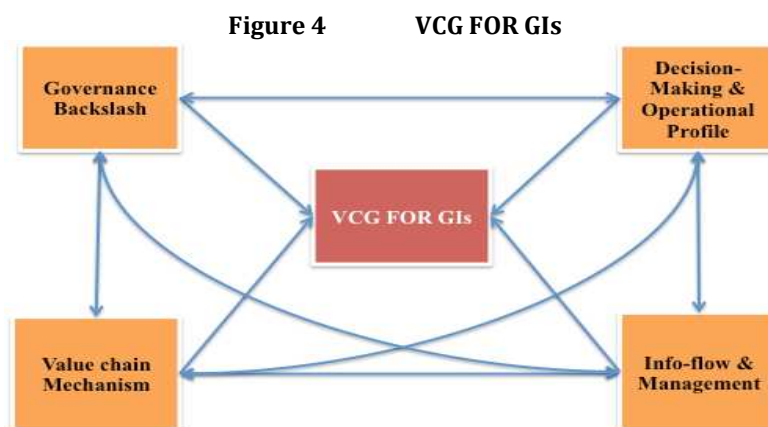 Figure 4 VCG FOR GIs
Governance
Backslash
Decision-
Making &
Operational
Profile
VCG FOR GIs
Value chain
Mechanism
Info-flow &
Management